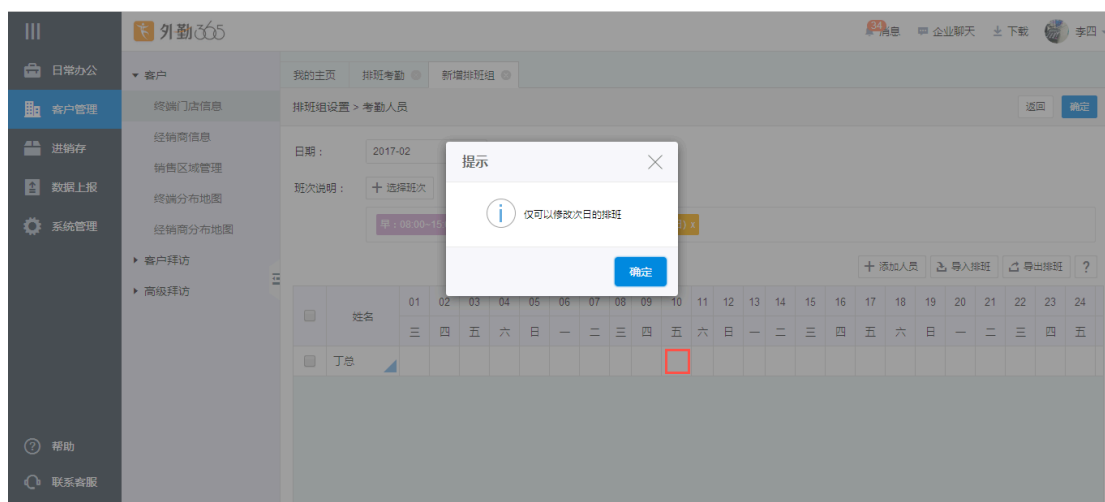 外勤365 34 消息 企业聊天 下载 李四
日常办公
客户管理
进销存
数据上报
系统管理
帮助
联系客服
客户
终端门店信息
经销商信息
销售区域管理
终端分布地图
经销商分布地图
客户拜访
高级拜访
我的主页 排班考勤 新增排班组
排班组设置 > 考勤人员 返回 确定
日期： 2017-02
班次说明： + 选择班次
早：08:00~15:
提示
仅可以修改次日的排班
确定
+ 添加人员 导入排班 导出排班 ?
姓名 01 02 03 04 05 06 07 08 09 10 11 12 13 14 15 16 17 18 19 20 21 22 23 24
三 四 五 六 日 一 二 三 四 五 六 日 一 二 三 四 五 六 日 一 二 三 四 五
丁总